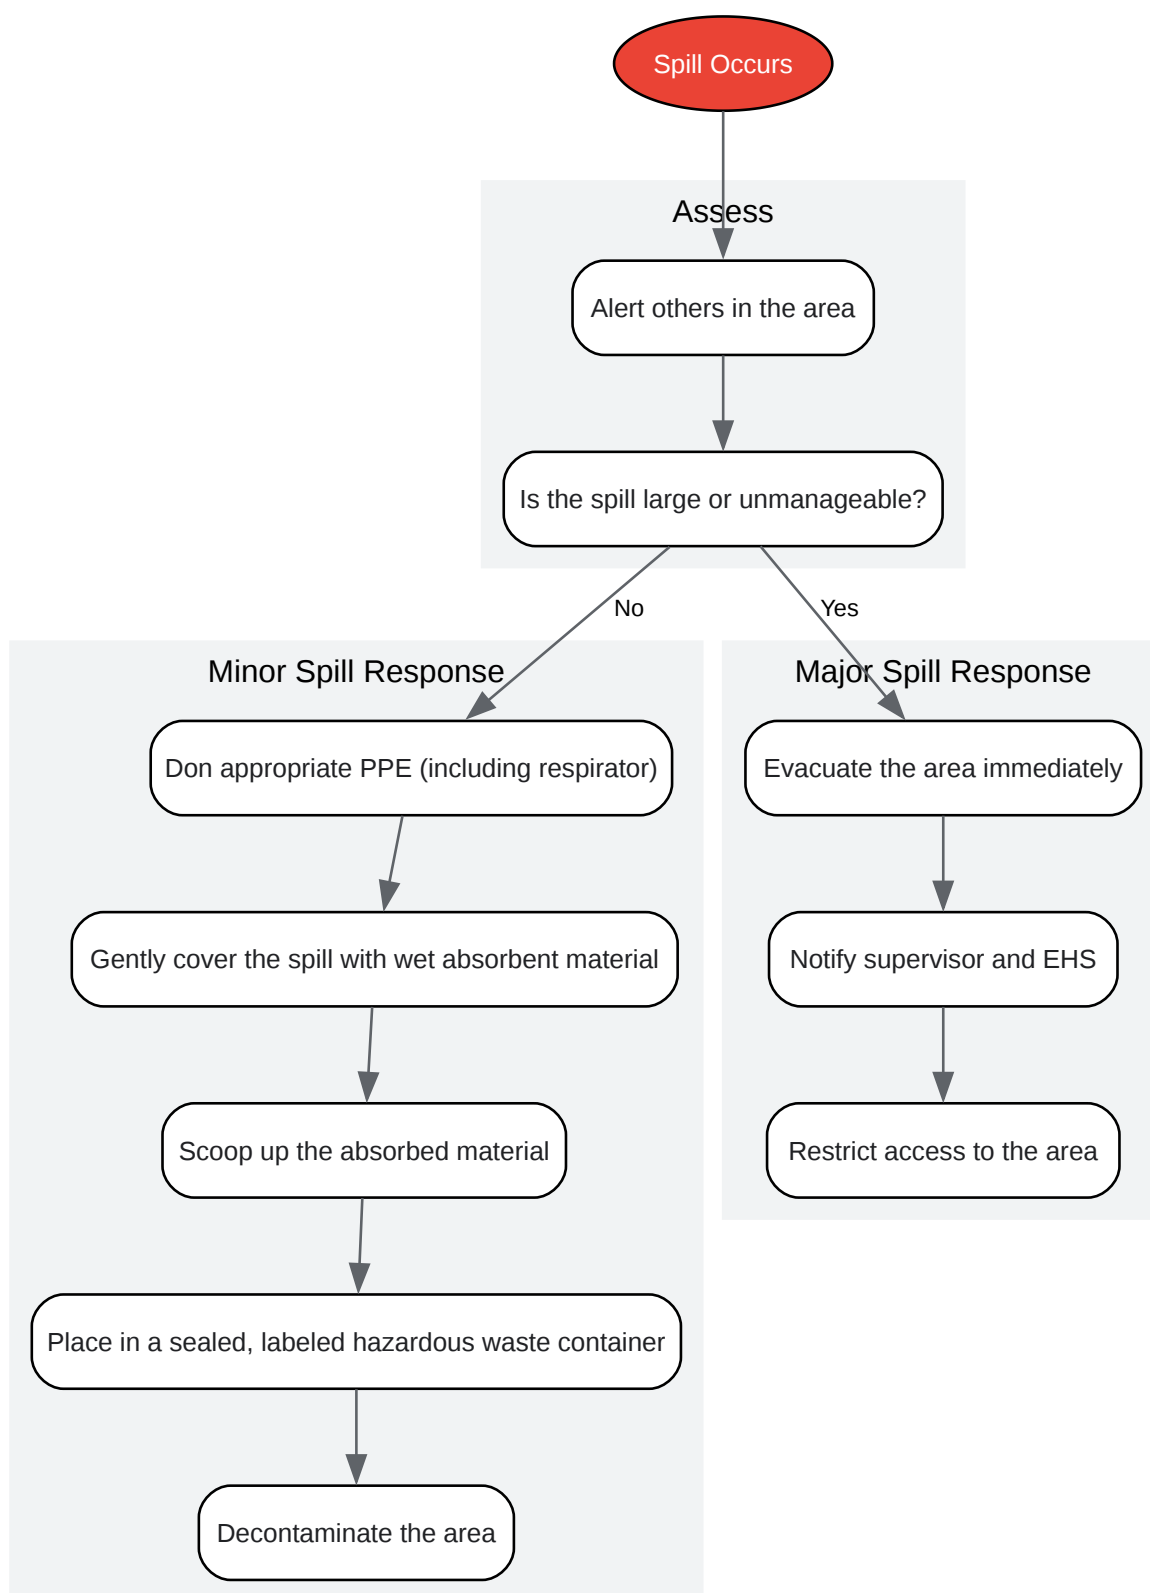 Spill Occurs
Assess
Alert others in the area
Is the spill large or unmanageable?
No
Yes
Minor Spill Response
Don appropriate PPE (including respirator)
Gently cover the spill with wet absorbent material
Scoop up the absorbed material
Place in a sealed, labeled hazardous waste container
Decontaminate the area
Major Spill Response
Evacuate the area immediately
Notify supervisor and EHS
Restrict access to the area